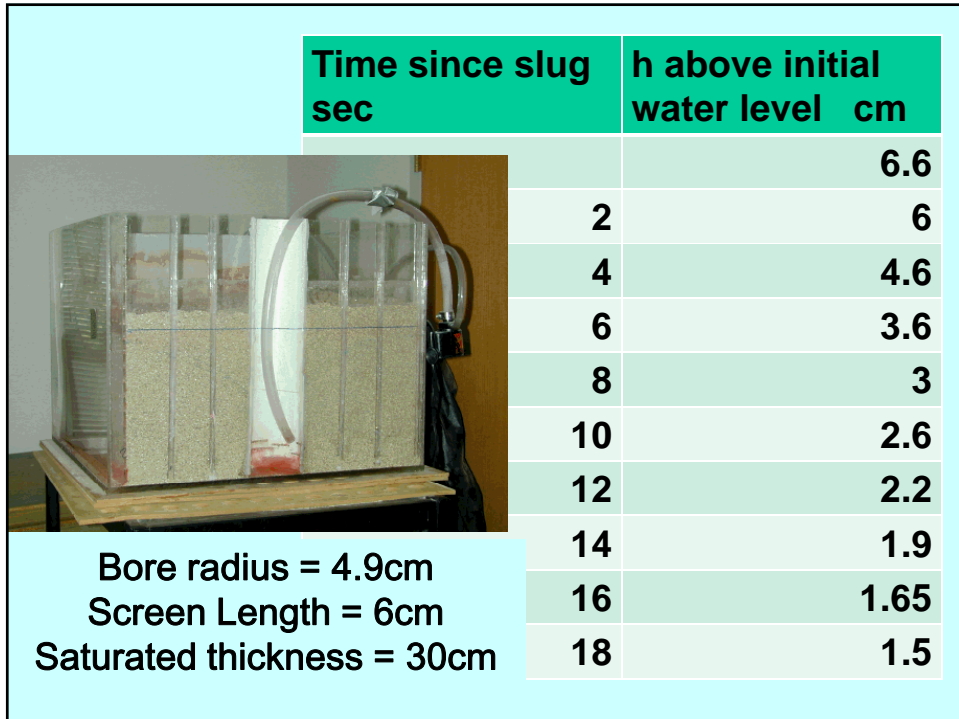 Time since slug h above initial
sec water level cm
6.6
2 6
4 4.6
6 3.6
8 3
10 2.6
12 2.2
14 1.9
16 1.65
18 1.5
Bore radius = 4.9cm
Screen Length = 6cm
Saturated thickness = 30cm